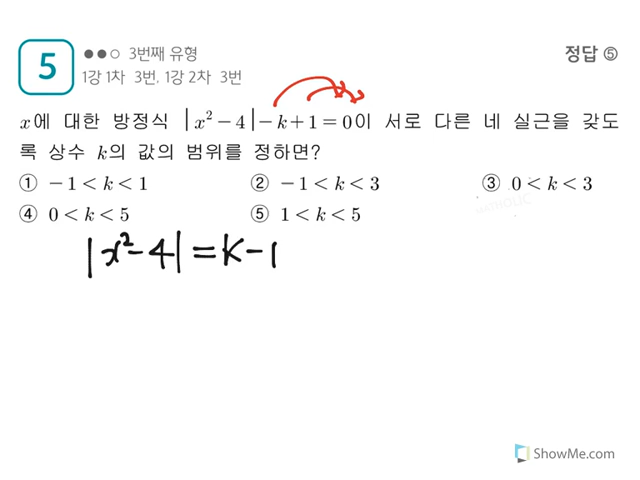 5
●●○ 3번째 유형
정답 ⑤
1강 1차 3번, 1강 2차 3번
x에 대한 방정식 |x²-4|-k+1=0이 서로 다른 네 실근을 갖도
록 상수 k의 값의 범위를 정하면?
① -1<k<1 ② -1<k<3 ③ 0<k<3
④ 0<k<5 ⑤ 1<k<5
|x²-4|=k-1
ShowMe.com